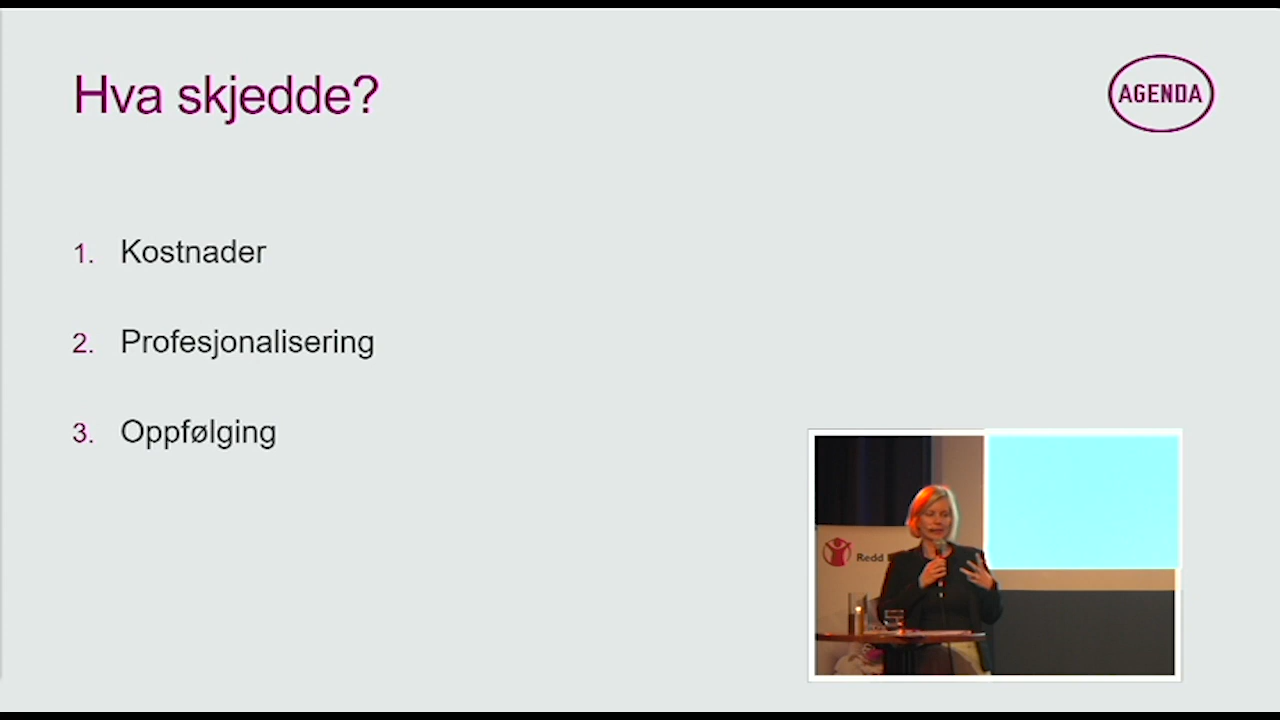 Hva skjedde?
AGENDA
1. Kostnader
2. Profesjonalisering
3. Oppfølging
Redd